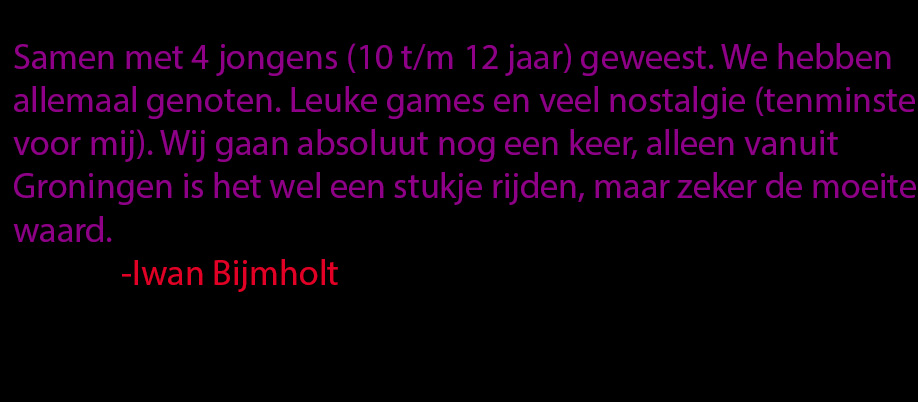 Samen met 4 jongens (10 t/m 12 jaar) geweest. We hebben
allemaal genoten. Leuke games en veel nostalgie (tenminste
voor mij). Wij gaan absoluut nog een keer, alleen vanuit
Groningen is het wel een stukje rijden, maar zeker de moeite
waard.
-Iwan Bijmholt